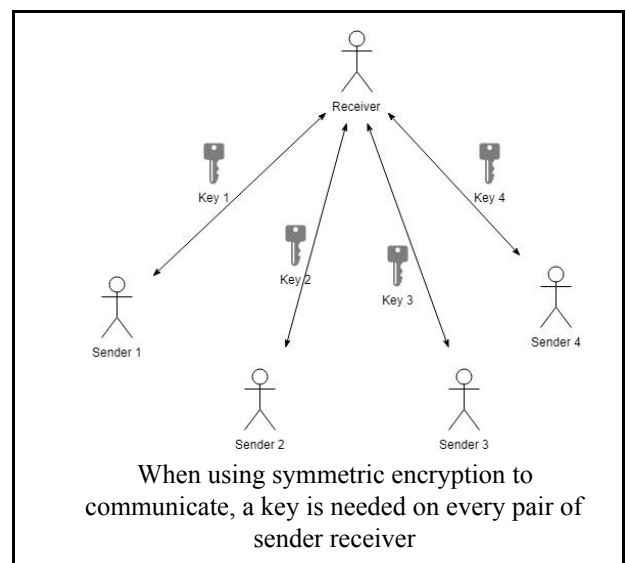 Receiver
Key 1
Key 4
Key 2
Key 3
Sender 1
Sender 4
Sender 2
Sender 3
When using symmetric encryption to
communicate, a key is needed on every pair of
sender receiver